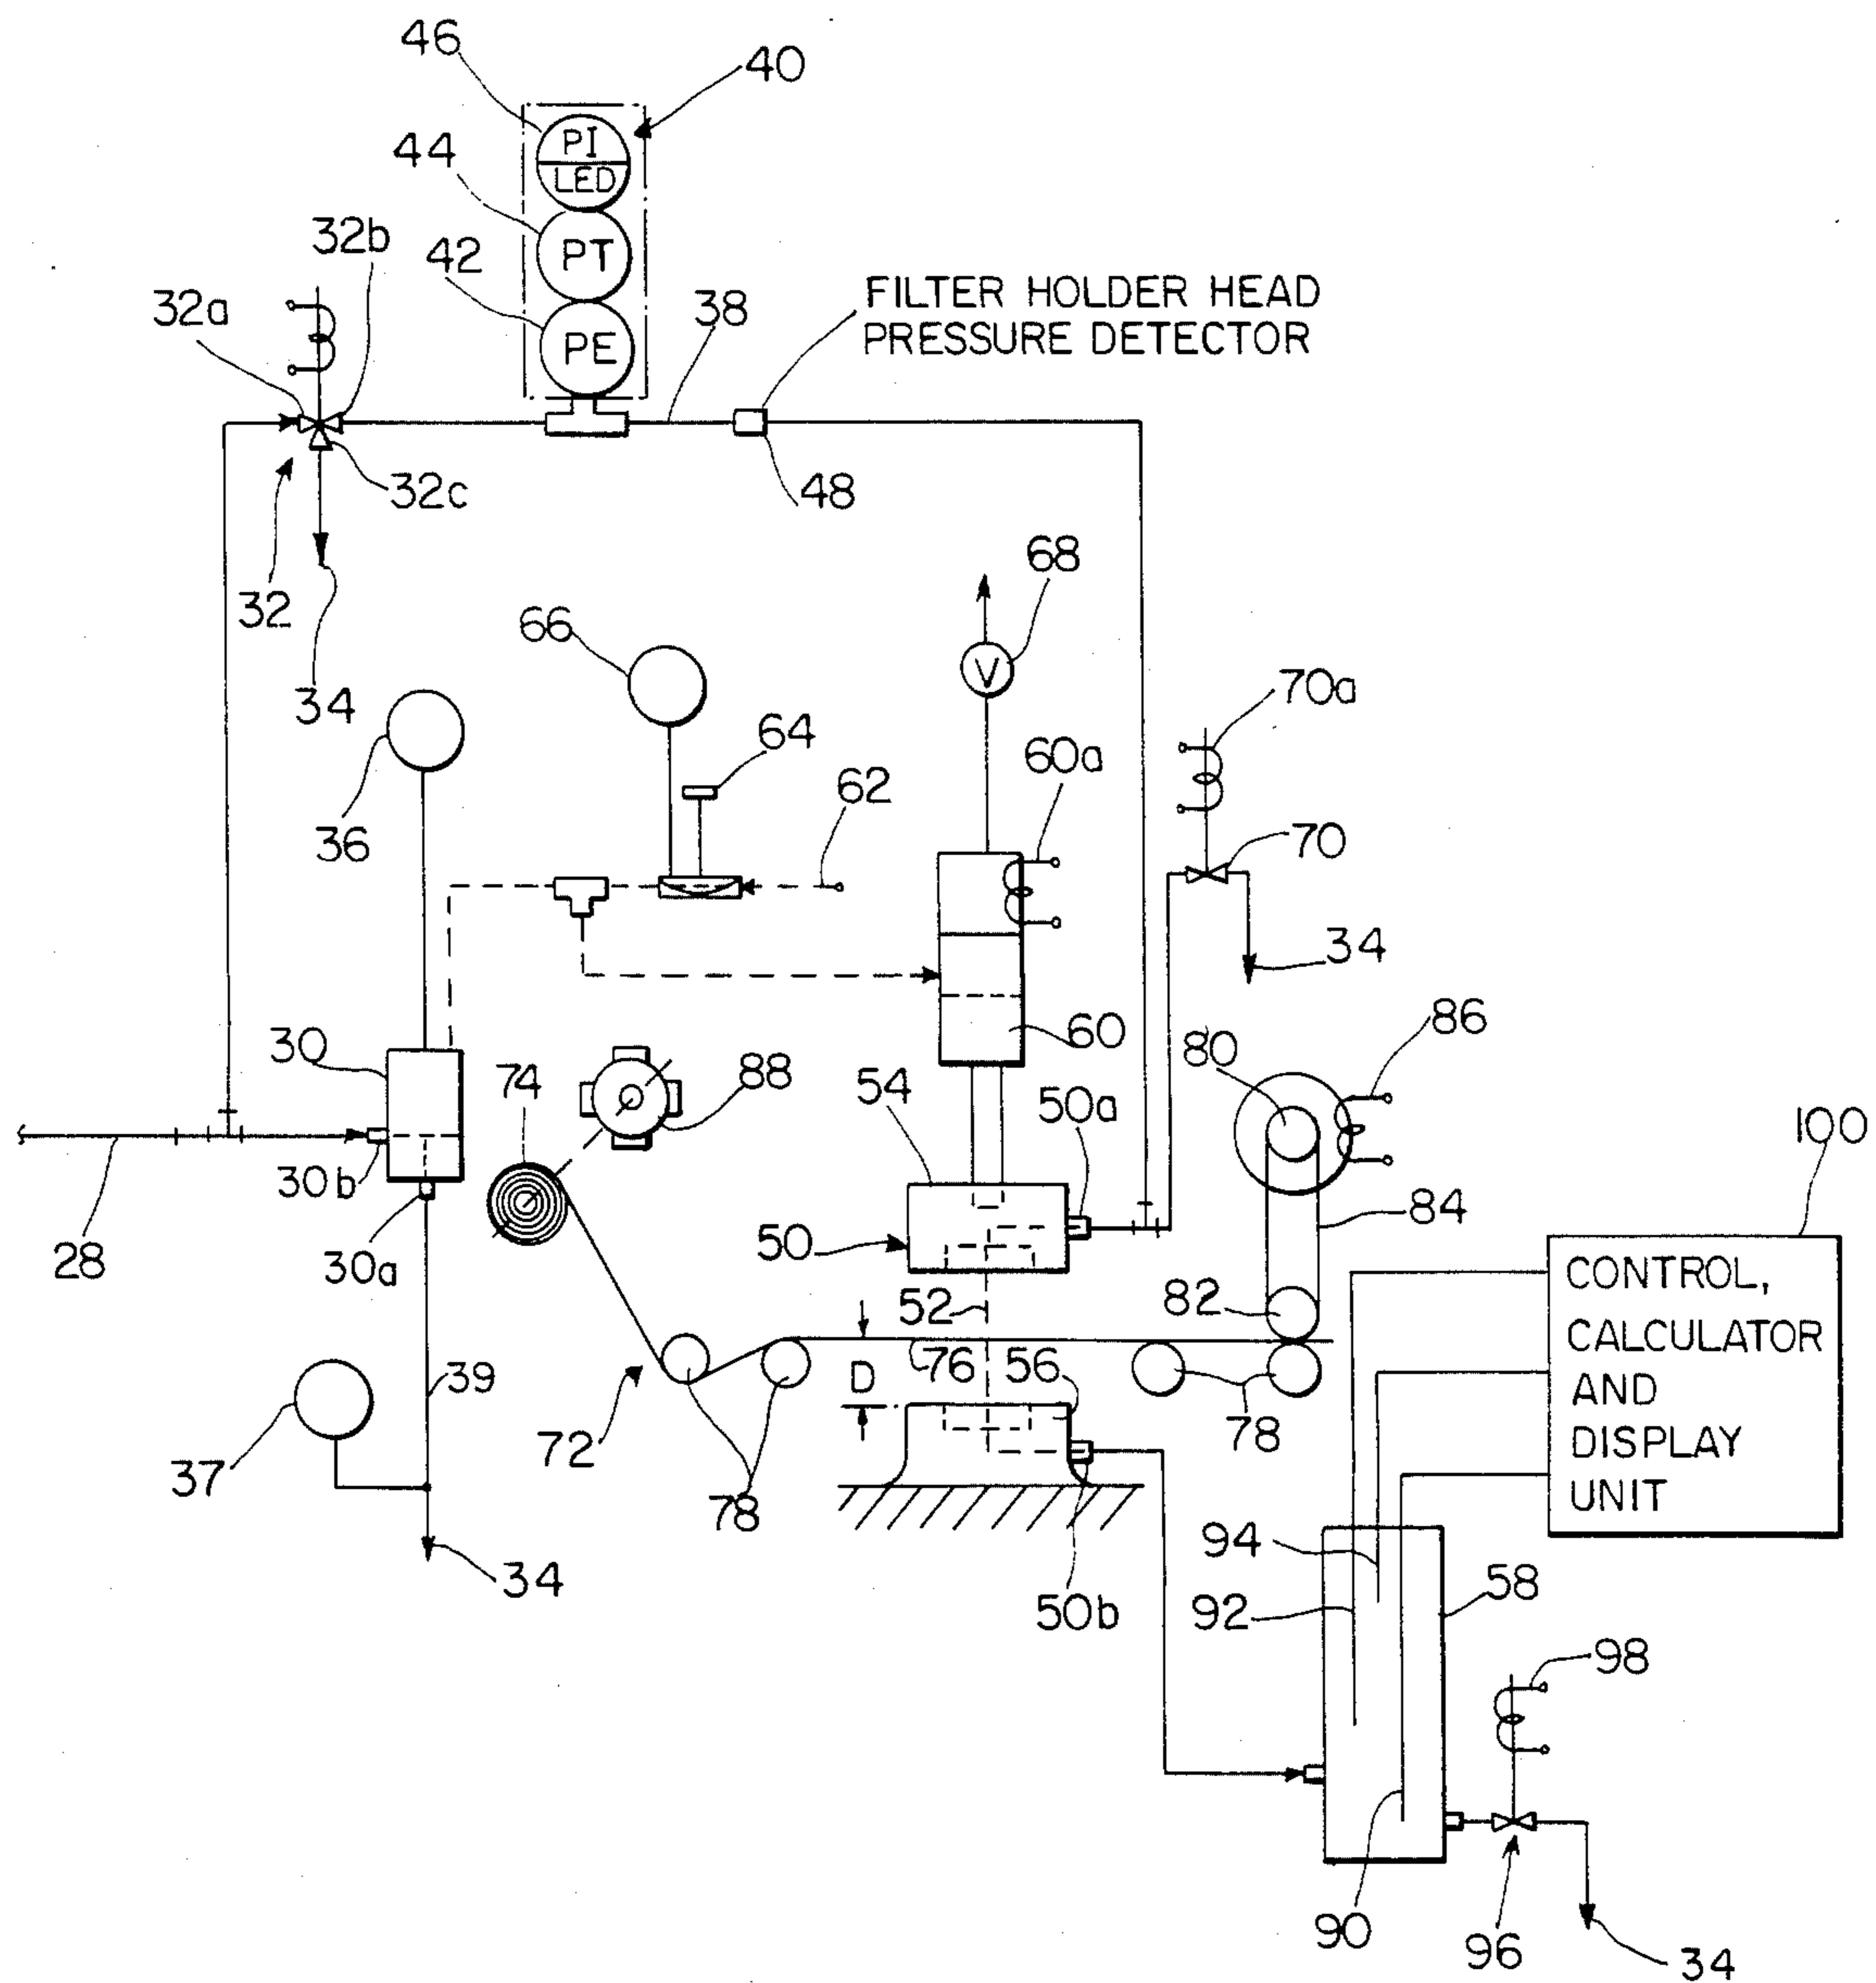 46
40
PI
LED
44
32b
PT
42
38
FILTER HOLDER HEAD
PRESSURE DETECTOR
32a
PE
32c
48
32
34
68
66
70a
64
60a
62
36
70
34
30
60
80
86
74
88
54
50a
100
30b
84
28
30a
50
52
82
CONTROL,
CALCULATOR
AND
DISPLAY
UNIT
39
D
76
56
72
78
78
37
34
94
58
50b
92
98
90
96
34